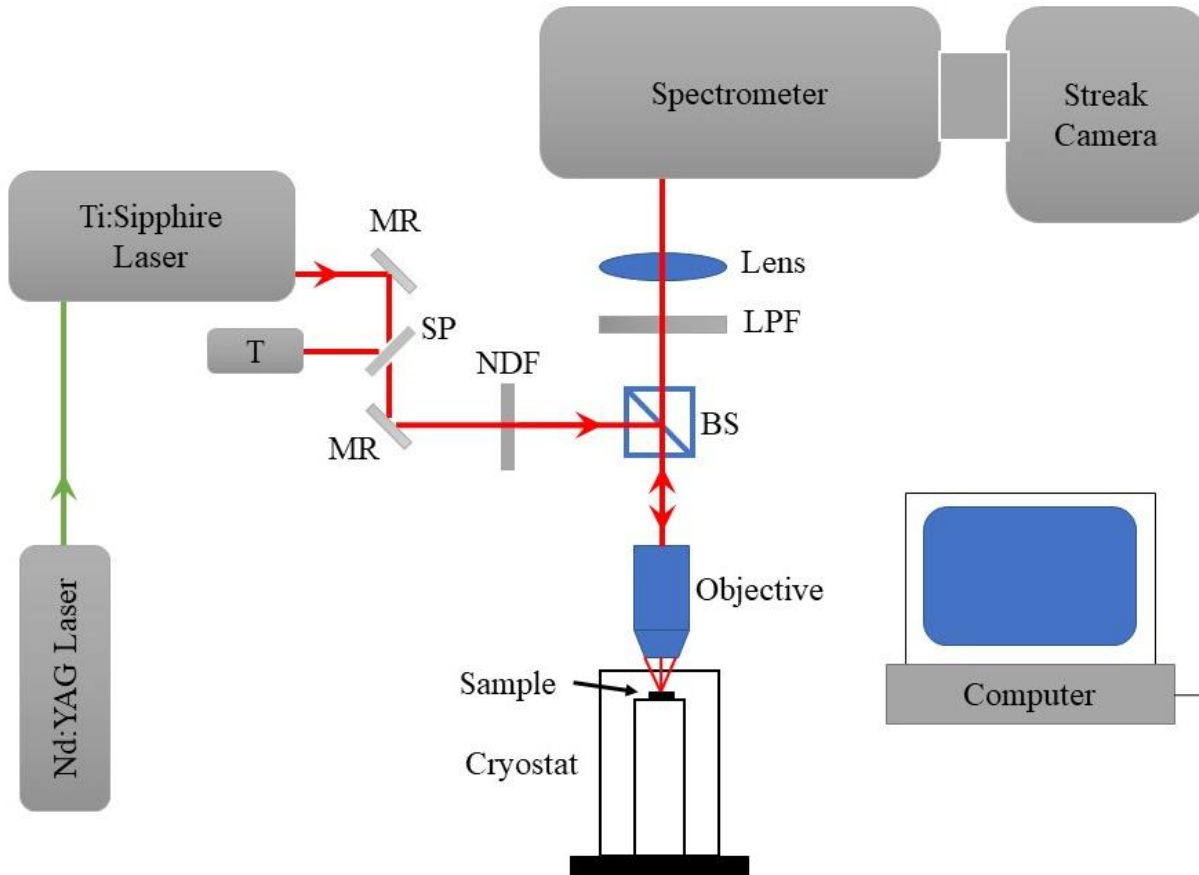 Spectrometer
Streak
Camera
Ti:Sipphire
Laser
MR
Lens
SP
LPF
T
NDF
MR
BS
Nd:YAG Laser
Objective
Sample
Computer
Cryostat